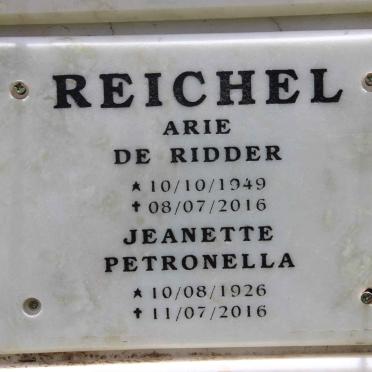 REICHEL
ARIE
DE RIDDER
★ 10/10/1949
✝ 08/07/2016
JEANETTE
PETRONELLA
★ 10/08/1926
✝ 11/07/2016